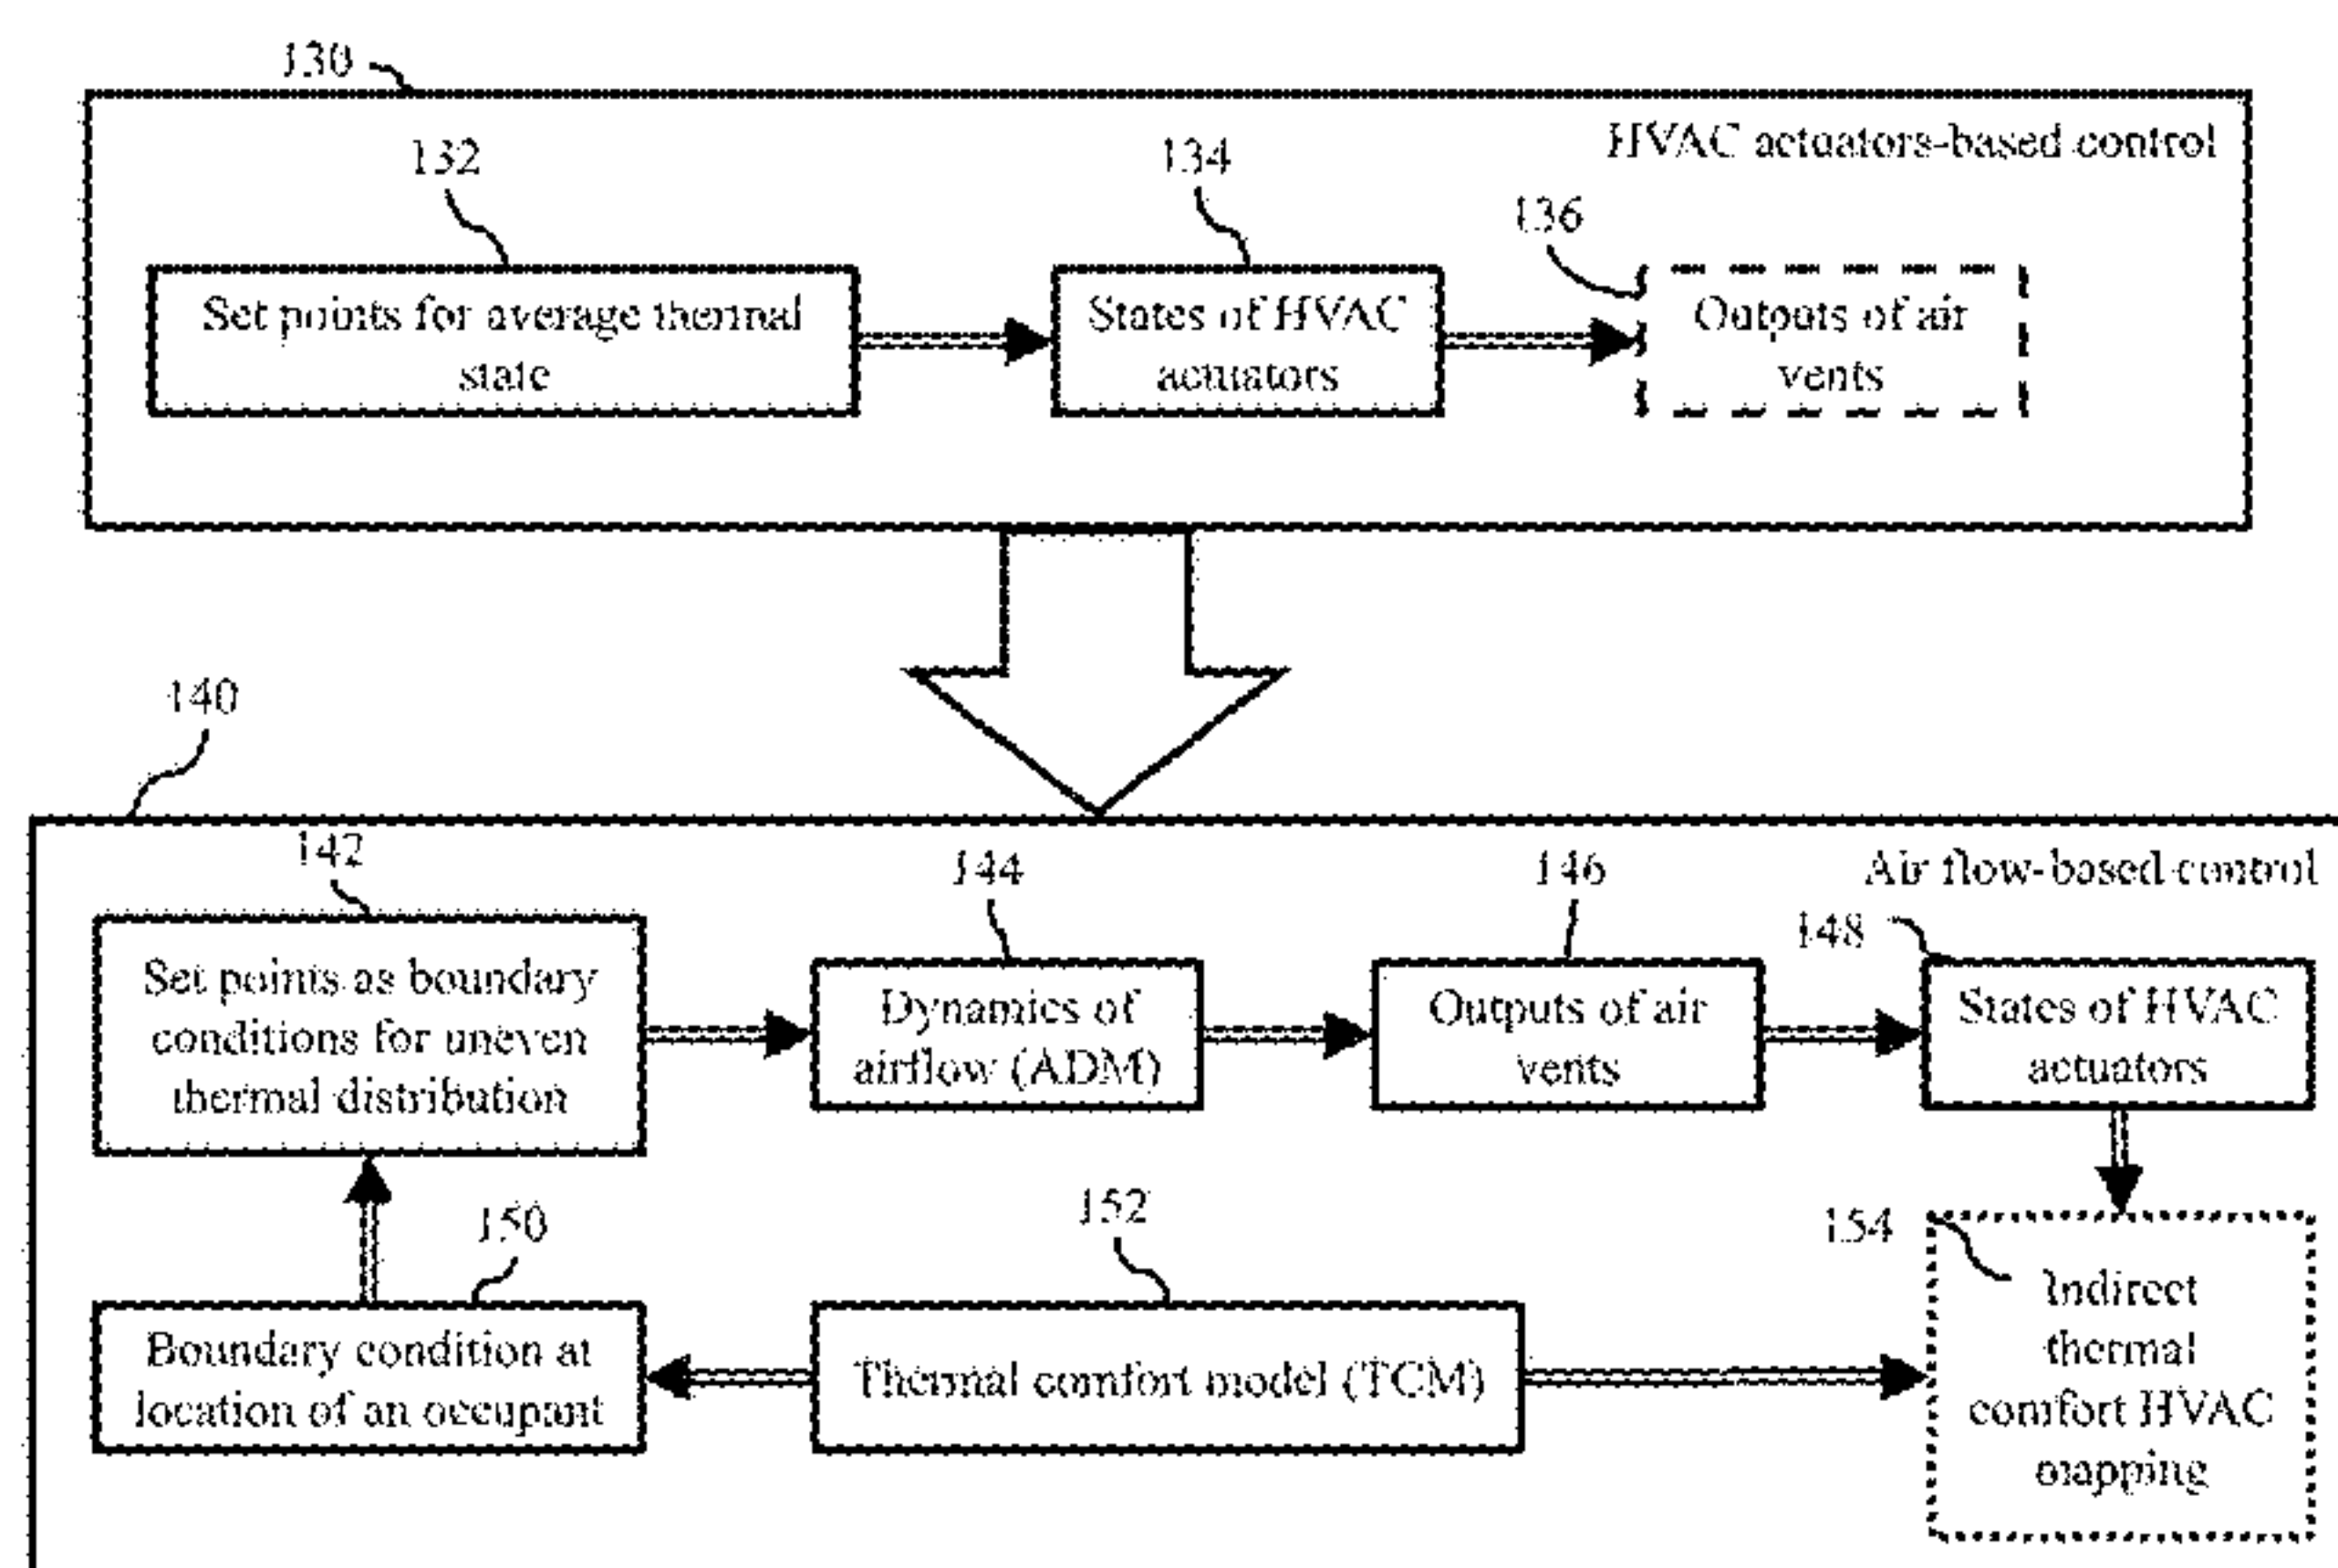 130
HVAC actuators-based control
132
134
136
Set points for average thermal
state
States of HVAC
actuators
Outputs of air
vents
140
142
144
146
Air flow-based control
148
Set points as boundary
conditions for uneven
thermal distribution
Dynamics of
airflow (ADM)
Outputs of air
vents
States of HVAC
actuators
150
152
154
Boundary condition at
location of an occupant
Thermal comfort model (TCM)
Indirect
thermal
comfort HVAC
mapping